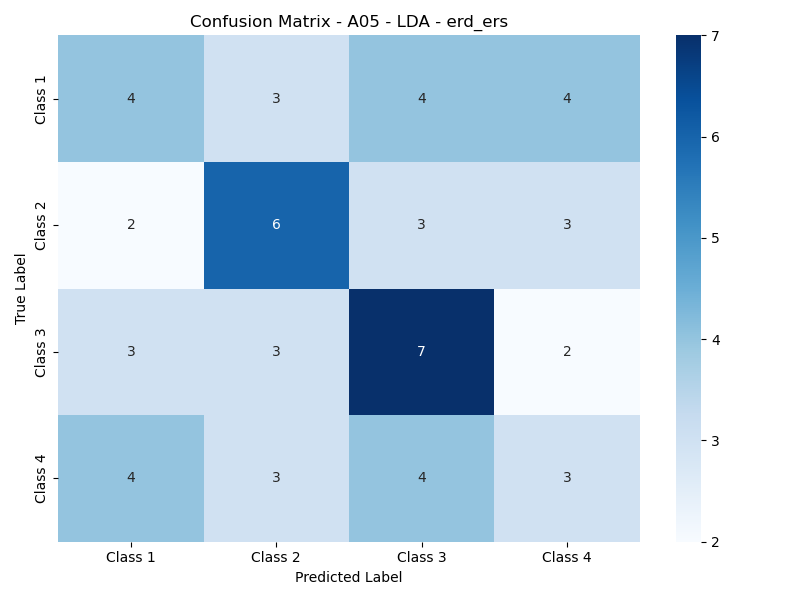 Confusion Matrix - A05 - LDA - erd_ers
True Label
Class 1
4 3 4 4
Class 2
2 6 3 3
Class 3
3 3 7 2
Class 4
4 3 4 3
Class 1 Class 2 Class 3 Class 4
Predicted Label
7
6
5
4
3
2